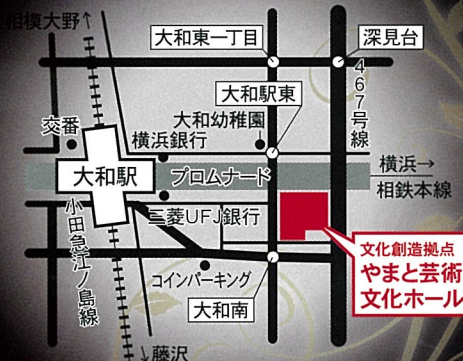 相模大野↑
大和東一丁目
深見台
467号線
大和駅東
大和幼稚園
交番
横浜銀行
大和駅
プロムナード
横浜→
相鉄本線
三菱UFJ銀行
小田急江ノ島線
コインパーキング
大和南
文化創造拠点
やまと芸術
文化ホール
↓藤沢